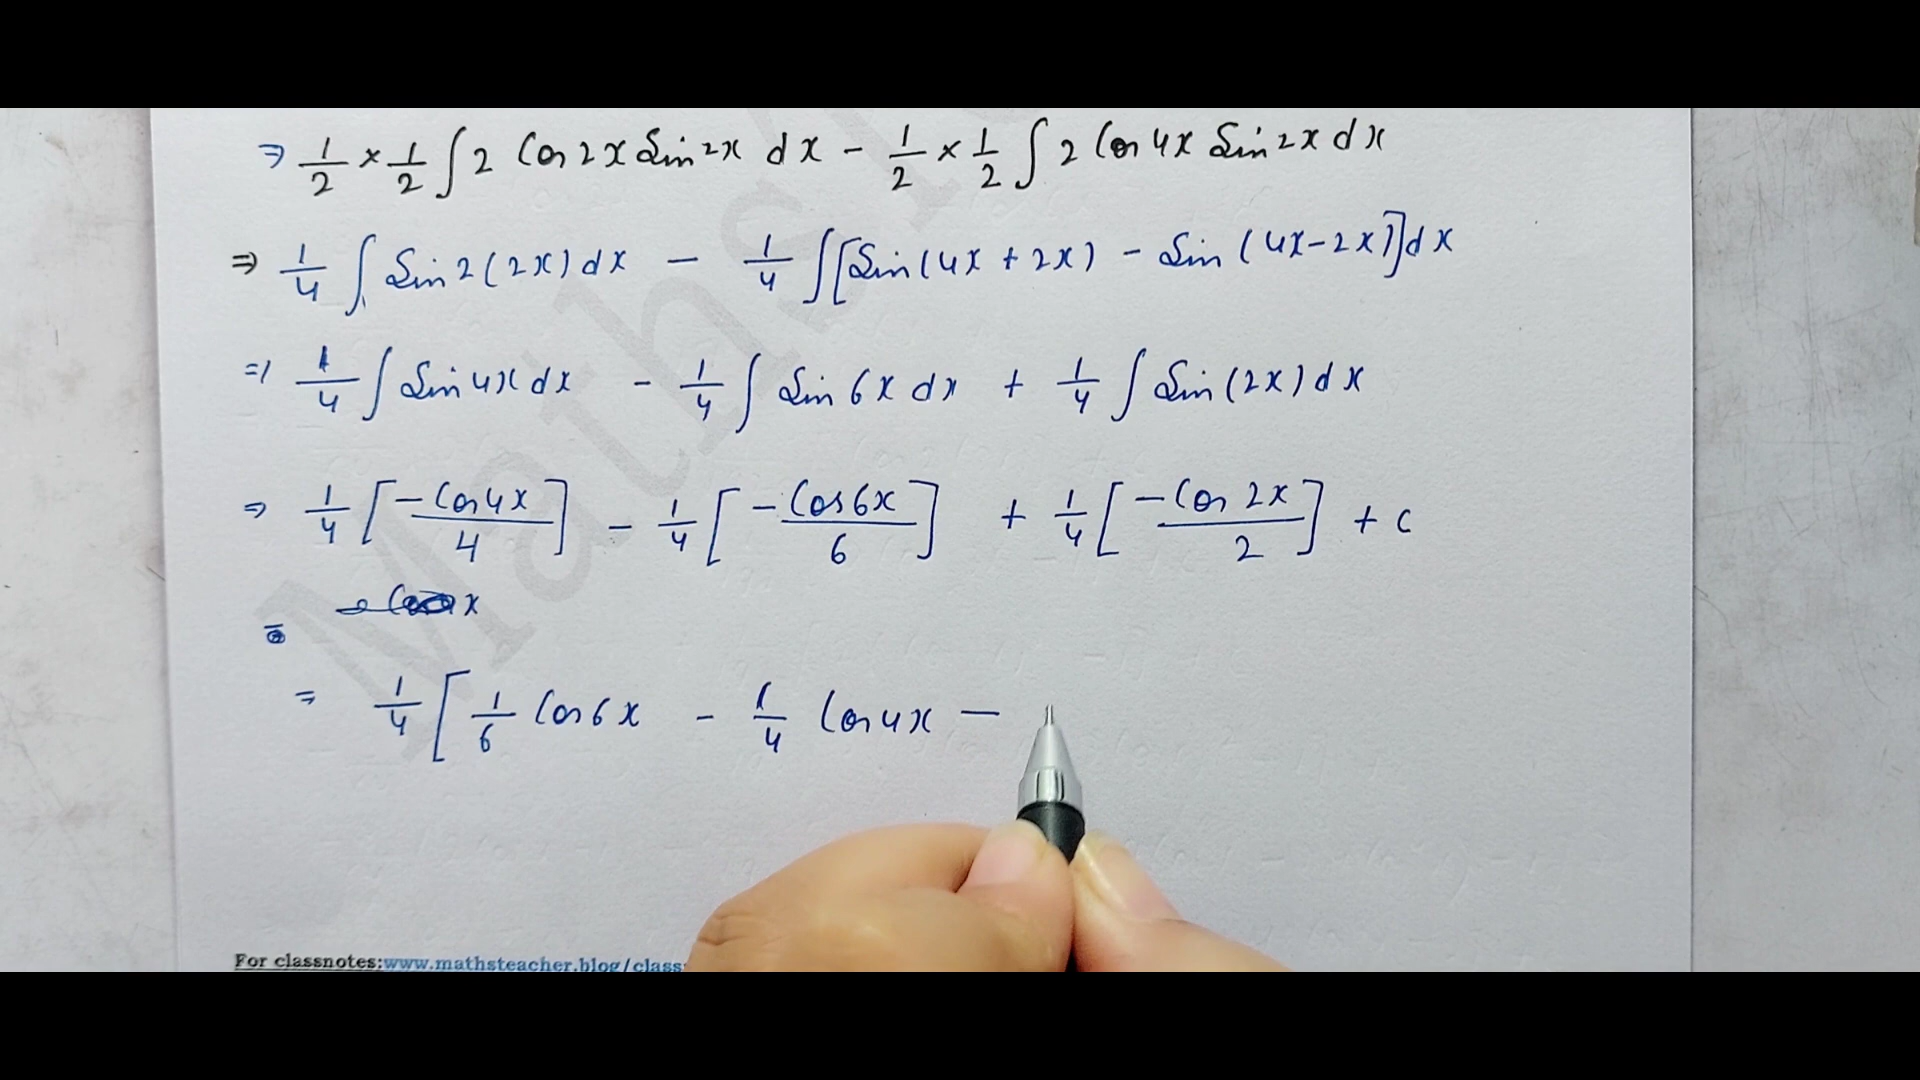 ⇒ 1/2 × 1/2 ∫ 2 Cos 2x Sin 2x dx − 1/2 × 1/2 ∫ 2 Cos 4x Sin 2x dx
⇒ 1/4 ∫ Sin 2(2x) dx − 1/4 ∫ [Sin(4x + 2x) − Sin(4x−2x)] dx
⇒ 1/4 ∫ Sin 4x dx − 1/4 ∫ Sin 6x dx + 1/4 ∫ Sin(2x) dx
⇒ 1/4 [−Cos 4x / 4] − 1/4 [−Cos 6x / 6] + 1/4 [−Cos 2x / 2] + c
x
= 1/4 [ 1/6 Cos 6x − 1/4 Cos 4x −
For classnotes:www.mathsteacher.blog/class
Maths